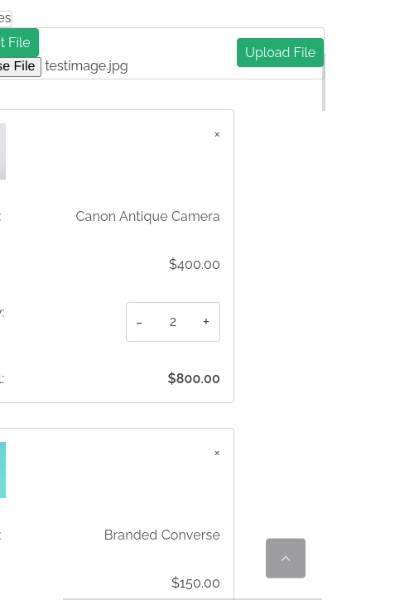 es
t File
se File testimage.jpg
Upload File
×
: Canon Antique Camera
$400.00
y:
- 2 +
l: $800.00
×
: Branded Converse
$150.00